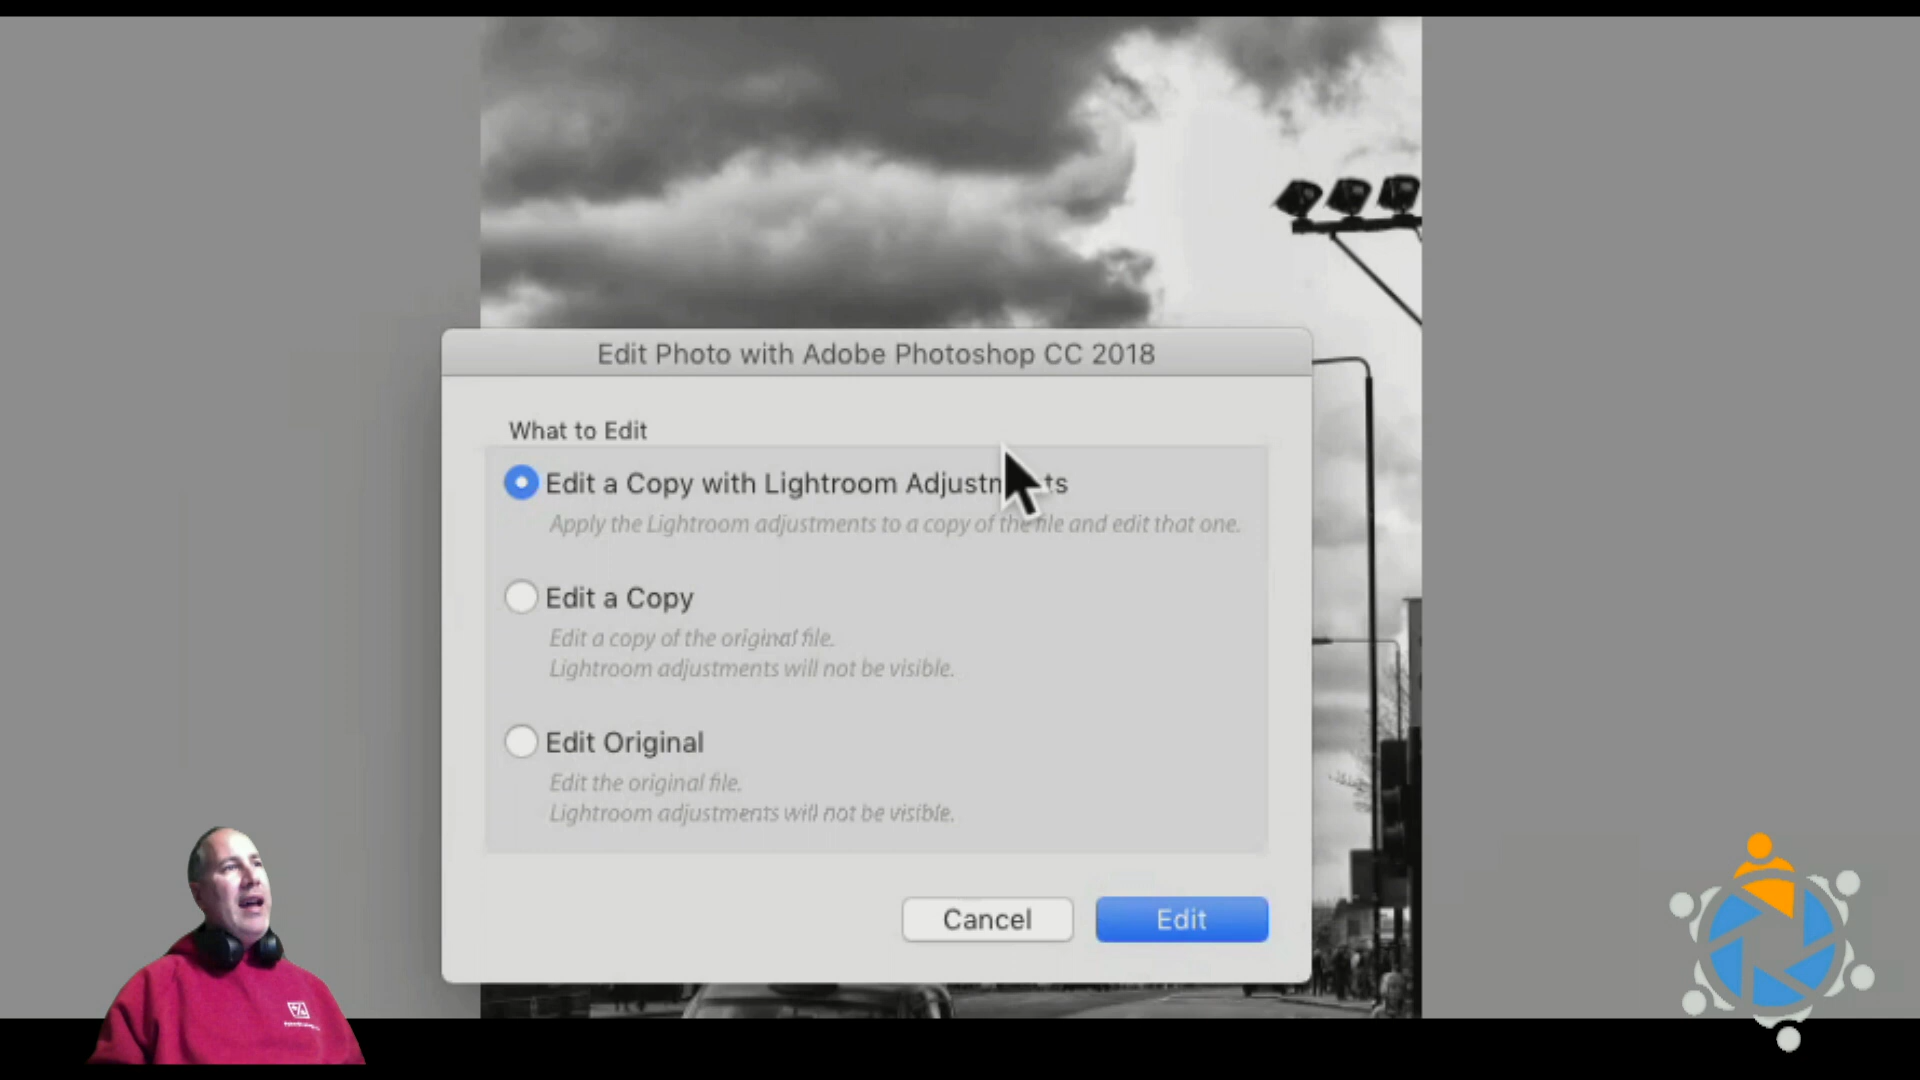 Edit Photo with Adobe Photoshop CC 2018
What to Edit
Edit a Copy with Lightroom Adjustments
Apply the Lightroom adjustments to a copy of the file and edit that one.
Edit a Copy
Edit a copy of the original file.
Lightroom adjustments will not be visible.
Edit Original
Edit the original file.
Lightroom adjustments will not be visible.
Cancel
Edit